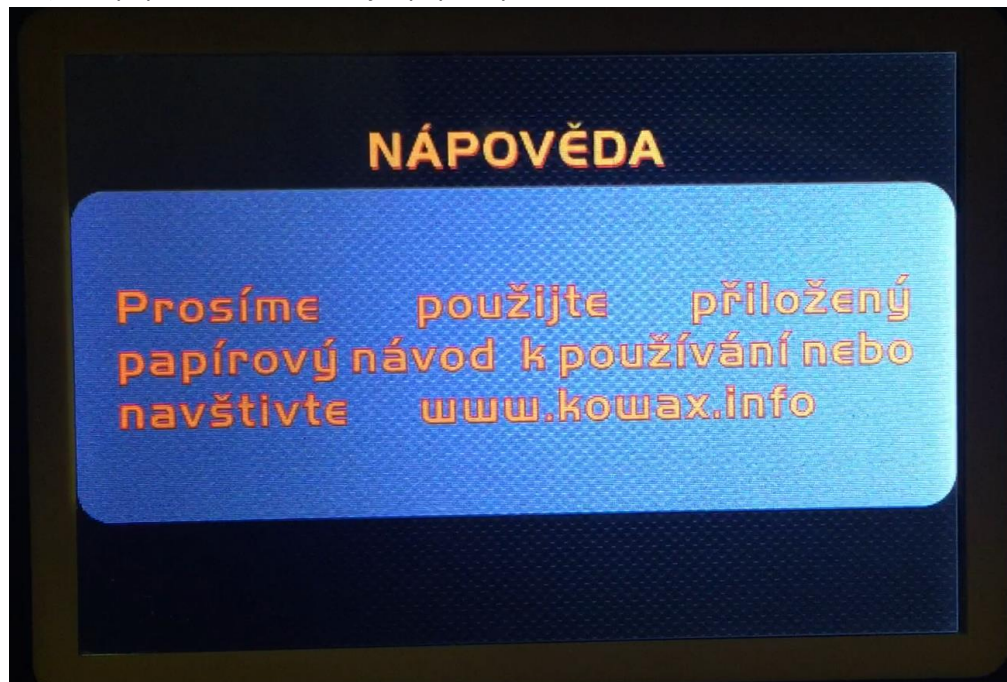 NÁPOVĚDA
Prosíme použijte přiložený
papírový návod k používání nebo
navštivte www.kowax.info